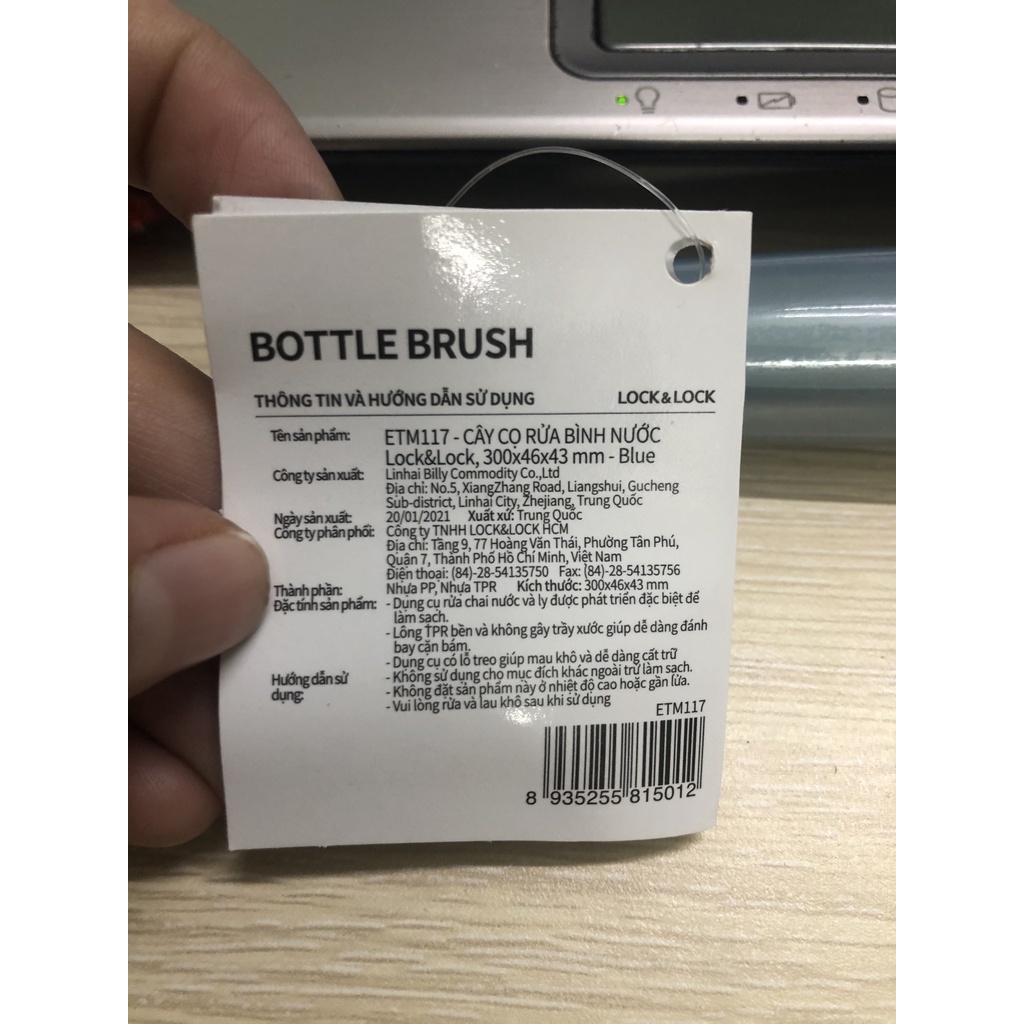 BOTTLE BRUSH
THÔNG TIN VÀ HƯỚNG DẪN SỬ DỤNG LOCK&LOCK
Tên sản phẩm: ETM117 - CÂY CỌ RỬA BÌNH NƯỚC
Lock&Lock, 300x46x43 mm - Blue
Công ty sản xuất: Linhai Billy Commodity Co.,Ltd
Địa chỉ: No.5, XiangZhang Road, Liangshui, Gucheng
Sub-district, Linhai City, Zhejiang, Trung Quốc
Ngày sản xuất: 20/01/2021 Xuất xứ: Trung Quốc
Công ty phân phối: Công ty TNHH LOCK&LOCK HCM
Địa chỉ: Tầng 9, 77 Hoàng Văn Thái, Phường Tân Phú,
Quận 7, Thành Phố Hồ Chí Minh, Việt Nam
Điện thoại: (84)-28-54135750 Fax: (84)-28-54135756
Thành phần: Nhựa PP, Nhựa TPR Kích thước: 300x46x43 mm
Đặc tính sản phẩm: - Dụng cụ rửa chai nước và ly được phát triển đặc biệt để
làm sạch.
- Lông TPR bền và không gây trầy xước giúp dễ dàng đánh
bay cặn bám.
- Dụng cụ có lỗ treo giúp mau khô và dễ dàng cất trữ
Hướng dẫn sử - Không sử dụng cho mục đích khác ngoài trừ làm sạch.
dụng: - Không đặt sản phẩm này ở nhiệt độ cao hoặc gần lửa.
- Vui lòng rửa và lau khô sau khi sử dụng
ETM117
8 935255 815012